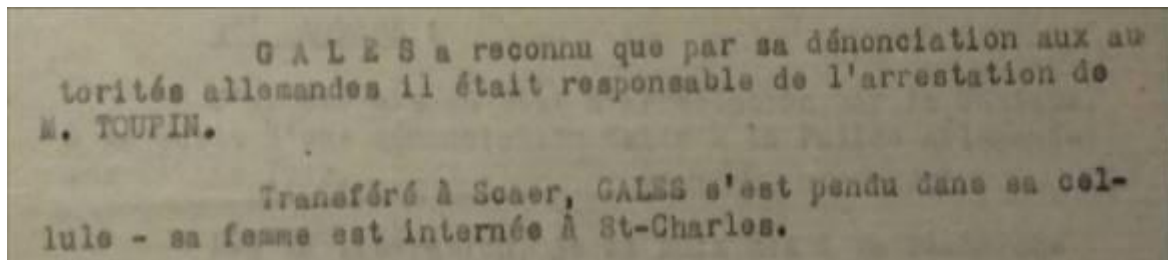 G A L E S a reconnu que par sa dénonciation aux au
torités allemandes il était responsable de l'arrestation de
M. TOUPIN.
Transféré à Scaer, GALES s'est pendu dans sa cel-
lule - sa femme est internée à St-Charles.